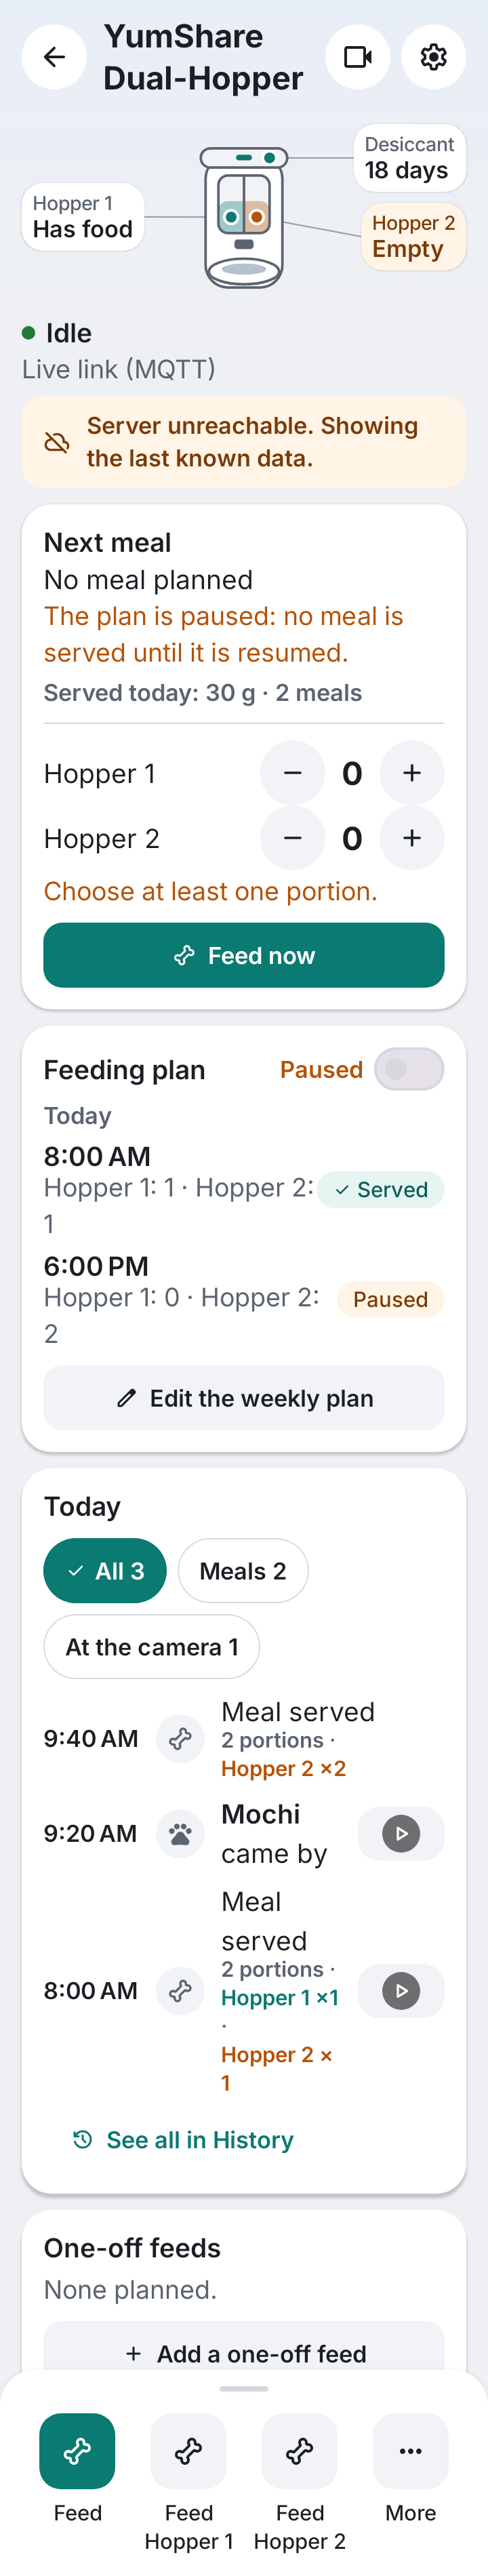 YumShare
Dual-Hopper
Desiccant
18 days
Hopper 1
Has food
Hopper 2
Empty
Idle
Live link (MQTT)
Server unreachable. Showing
the last known data.
Next meal
No meal planned
The plan is paused: no meal is
served until it is resumed.
Served today: 30 g · 2 meals
Hopper 1
− 0 +
Hopper 2
− 0 +
Choose at least one portion.
Feed now
Feeding plan
Paused
Today
8:00 AM
Hopper 1: 1 · Hopper 2:
1
Served
6:00 PM
Hopper 1: 0 · Hopper 2:
2
Paused
Edit the weekly plan
Today
All 3
Meals 2
At the camera 1
9:40 AM
Meal served
2 portions ·
Hopper 2 ×2
9:20 AM
Mochi
came by
8:00 AM
Meal
served
2 portions ·
Hopper 1 ×1
·
Hopper 2 ×
1
See all in History
One-off feeds
None planned.
+ Add a one-off feed
Feed
Feed
Hopper 1
Feed
Hopper 2
More